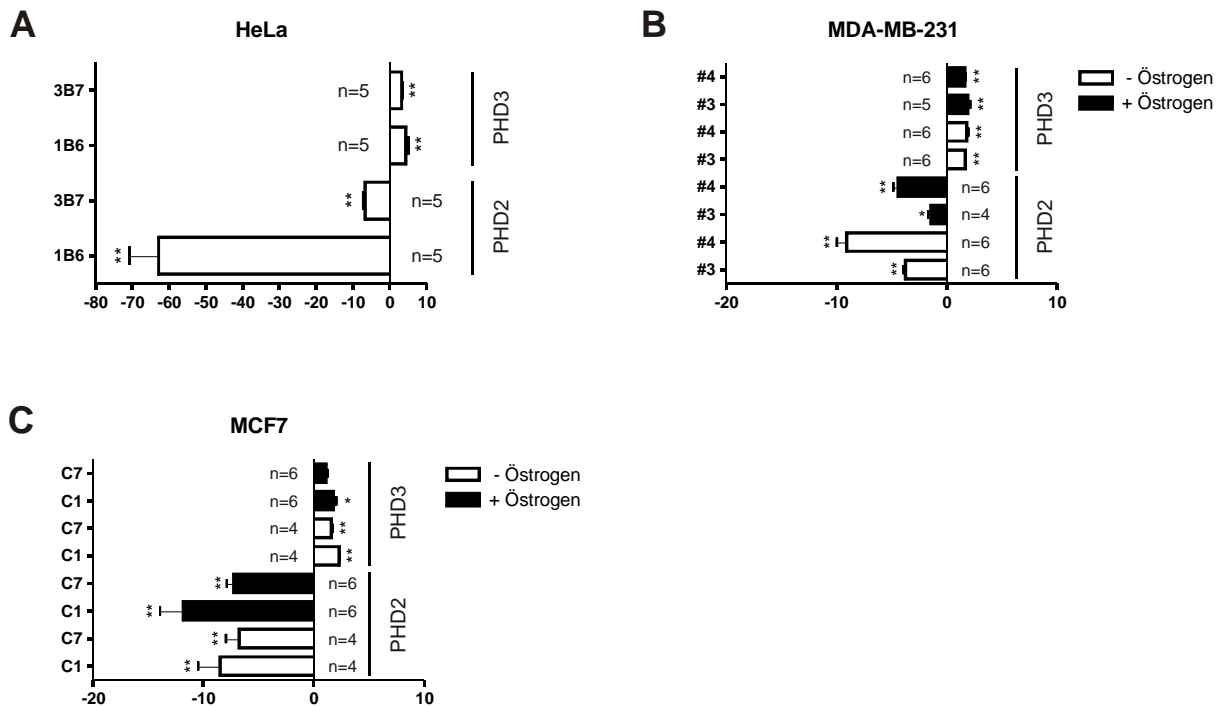 A
HeLa
3B7
n=5
**
1B6
n=5
**
PHD3
3B7
**
n=5
1B6
**
n=5
PHD2
-80 -70 -60 -50 -40 -30 -20 -10 0 10
B
MDA-MB-231
#4
n=6
**
#3
n=5
**
#4
n=6
**
#3
n=6
**
PHD3
#4
**
n=6
#3
*
n=4
#4
**
n=6
#3
**
n=6
PHD2
-20 -10 0 10
- Östrogen
+ Östrogen
C
MCF7
C7
n=6
C1
n=6
*
C7
n=4
**
C1
n=4
**
PHD3
C7
**
n=6
C1
**
n=6
C7
**
n=4
C1
**
n=4
PHD2
-20 -10 0 10
- Östrogen
+ Östrogen